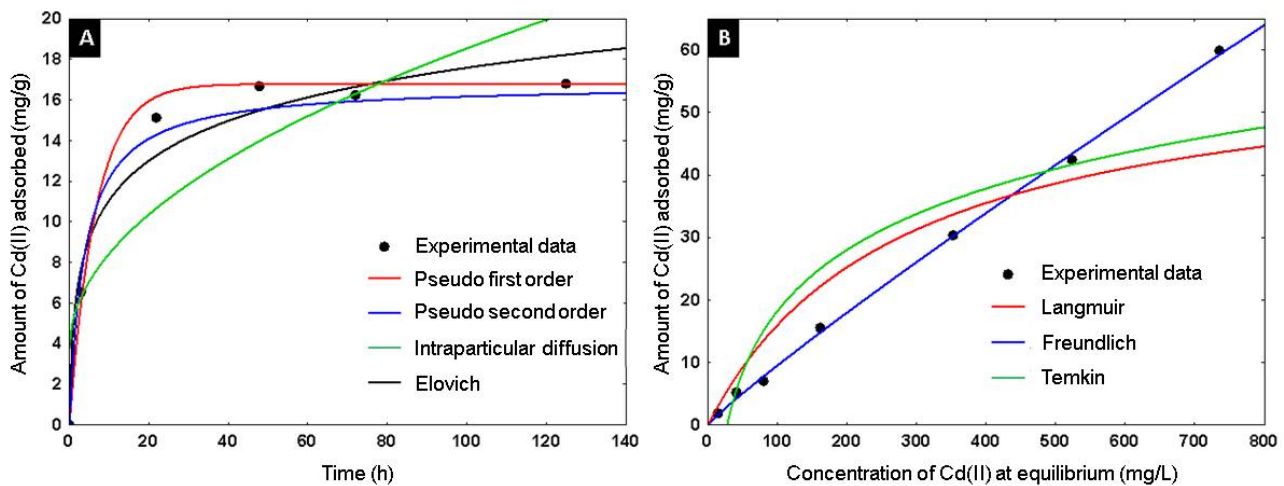 A
Amount of Cd(II) adsorbed (mg/g)
20
18
16
14
12
10
8
6
4
2
0
Experimental data
Pseudo first order
Pseudo second order
Intraparticular diffusion
Elovich
0 20 40 60 80 100 120 140
Time (h)
B
Amount of Cd(II) adsorbed (mg/g)
60
50
40
30
20
10
0
Experimental data
Langmuir
Freundlich
Temkin
0 100 200 300 400 500 600 700 800
Concentration of Cd(II) at equilibrium (mg/L)